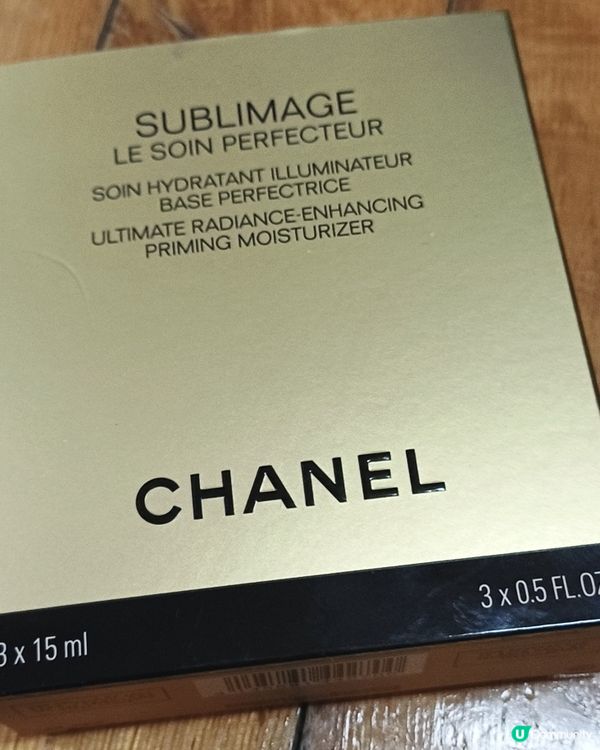 SUBLIMAGE
LE SOIN PERFECTEUR
SOIN HYDRATANT ILLUMINATEUR
BASE PERFECTRICE
ULTIMATE RADIANCE-ENHANCING
PRIMING MOISTURIZER
CHANEL
3 x 15 ml
3 x 0.5 FL.OZ
U Community